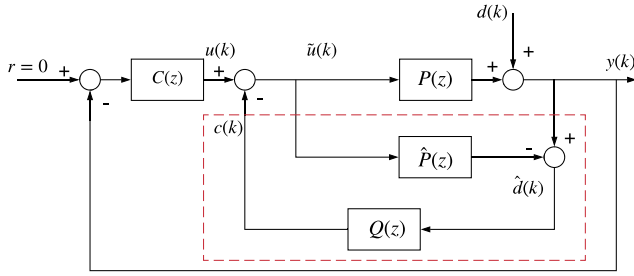 d(k)
+
r = 0
+
-
C(z)
u(k)
+
-
ũ(k)
P(z)
+
y(k)
c(k)
P̂(z)
-
+
d̂(k)
Q(z)